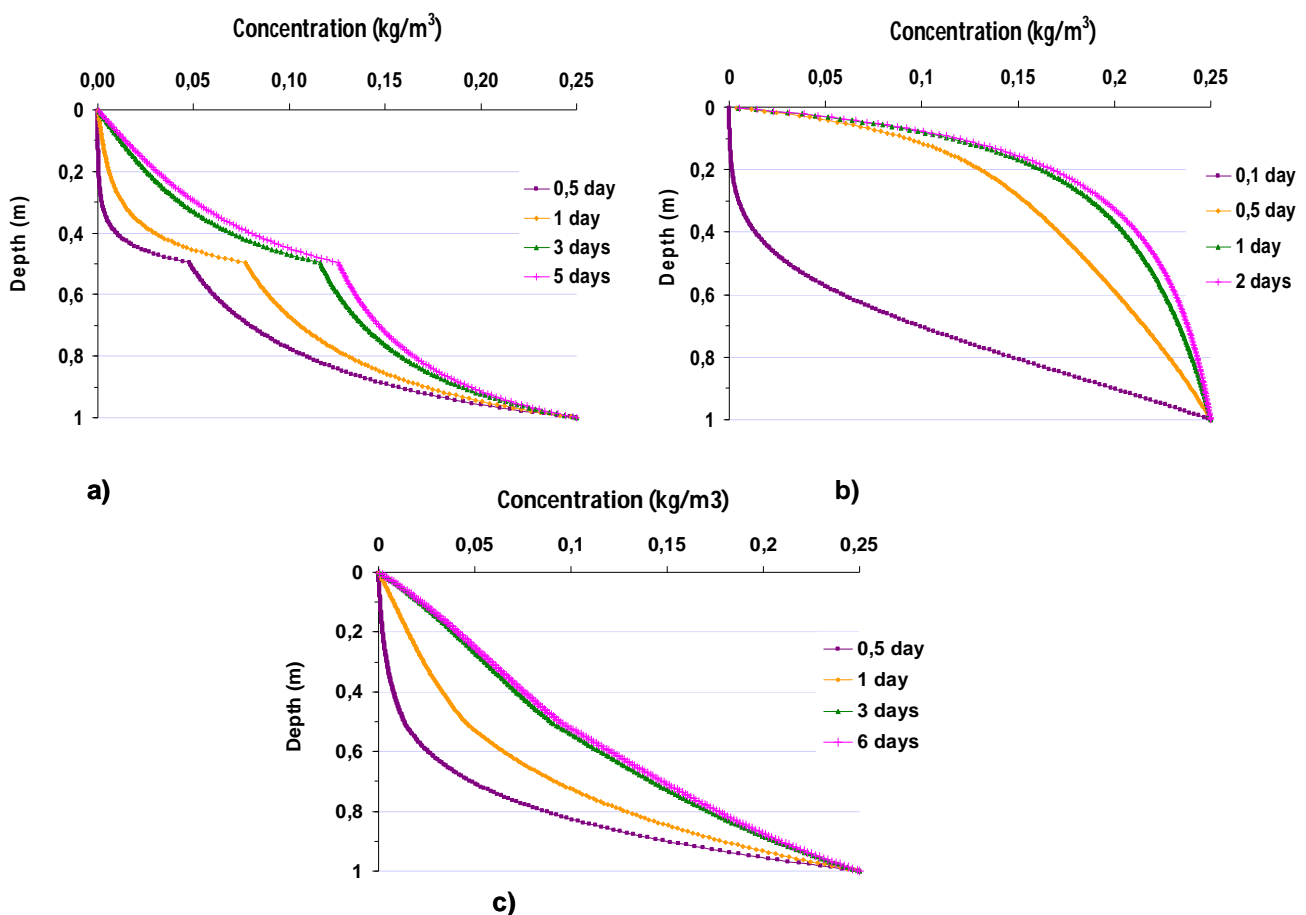 Concentration (kg/m³)
0,00 0,05 0,10 0,15 0,20 0,25
0
0,2
0,4
0,6
0,8
1
Depth (m)
0,5 day
1 day
3 days
5 days
a)
Concentration (kg/m³)
0 0,05 0,1 0,15 0,2 0,25
0
0,2
0,4
0,6
0,8
1
Depth (m)
0,1 day
0,5 day
1 day
2 days
b)
Concentration (kg/m3)
0 0,05 0,1 0,15 0,2 0,25
0
0,2
0,4
0,6
0,8
1
Depth (m)
0,5 day
1 day
3 days
6 days
c)